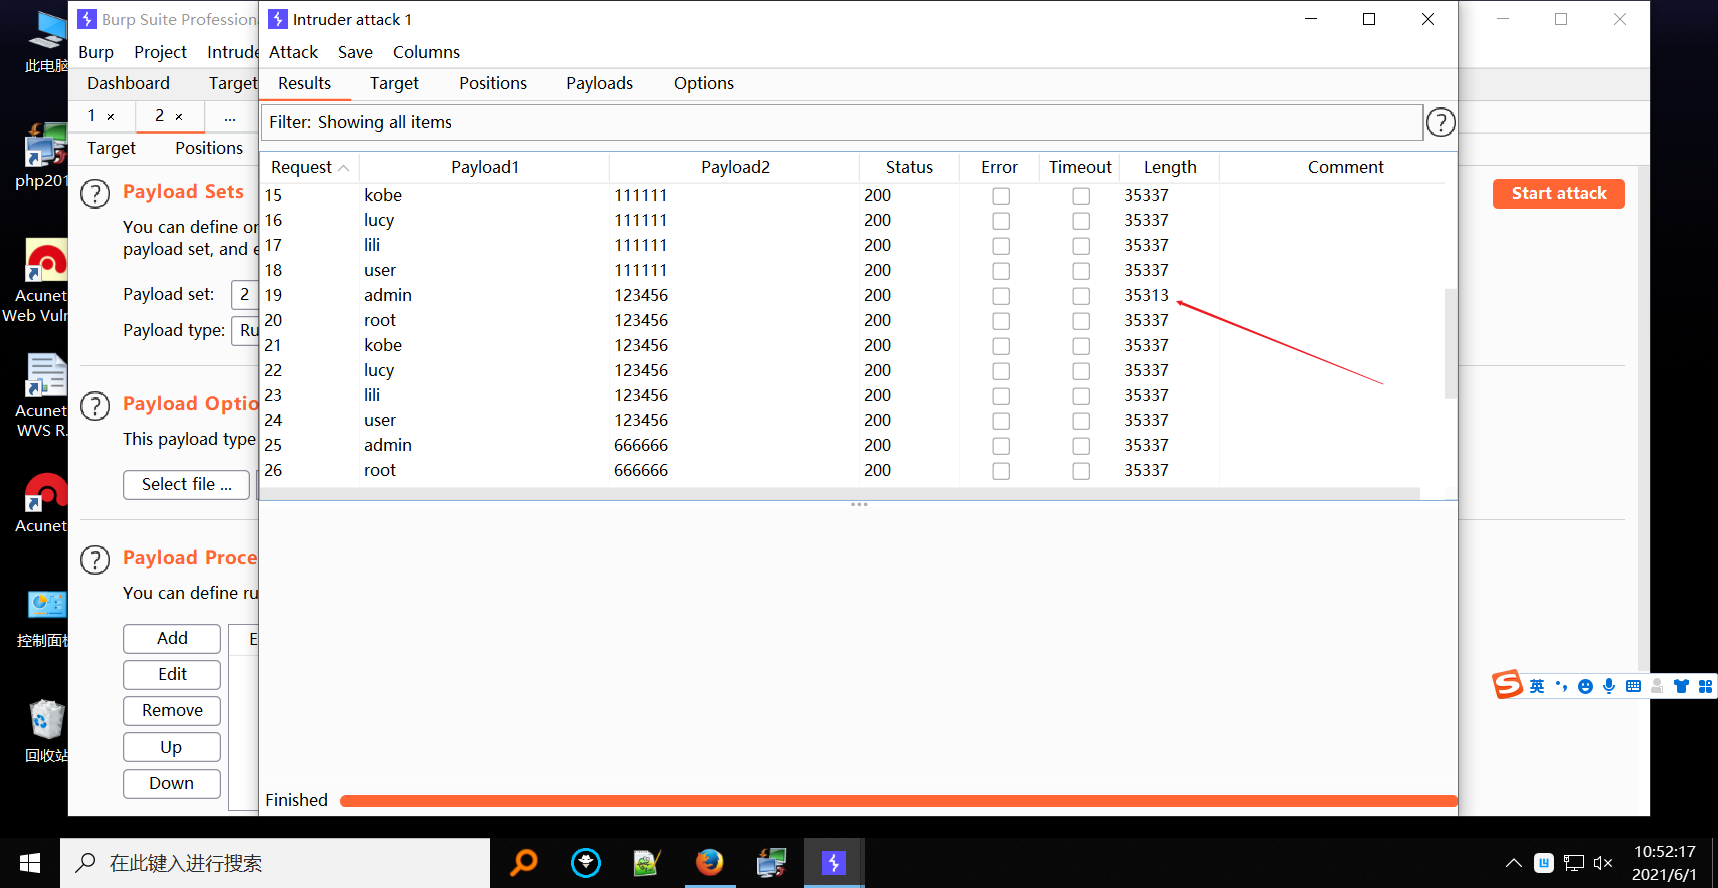 此电脑
php201
Acunet
Web Vuln
Acunet
WVS R.
Acunet
控制面板
回收站
Burp Suite Professiona
Burp Project Intrude
Dashboard Target
1 × 2 × ...
Target Positions
Payload Sets
You can define or
payload set, and e
Payload set: 2
Payload type: Ru
Payload Optio
This payload type
Select file ...
Payload Proce
You can define ru
Add
Edit
Remove
Up
Down
E
Start attack
Intruder attack 1
Attack Save Columns
Results Target Positions Payloads Options
Filter: Showing all items
?
Request Payload1 Payload2 Status Error Timeout Length Comment
15 kobe 111111 200 35337
16 lucy 111111 200 35337
17 lili 111111 200 35337
18 user 111111 200 35337
19 admin 123456 200 35313
20 root 123456 200 35337
21 kobe 123456 200 35337
22 lucy 123456 200 35337
23 lili 123456 200 35337
24 user 123456 200 35337
25 admin 666666 200 35337
26 root 666666 200 35337
Finished
英
在此键入进行搜索
10:52:17
2021/6/1